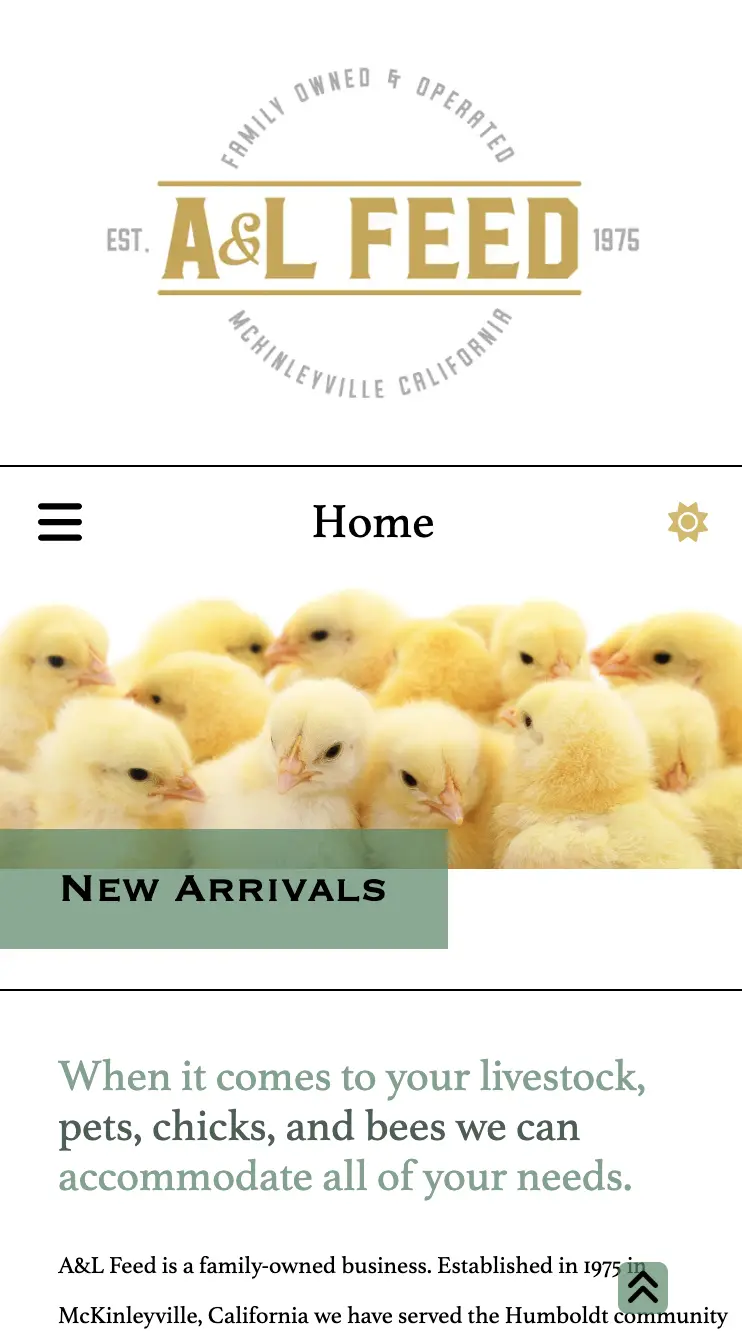 FAMILY OWNED & OPERATED
EST. A&L FEED 1975
MCKINLEYVILLE CALIFORNIA
Home
New Arrivals
When it comes to your livestock,
pets, chicks, and bees we can
accommodate all of your needs.
A&L Feed is a family-owned business. Established in 1975 in
McKinleyville, California we have served the Humboldt community